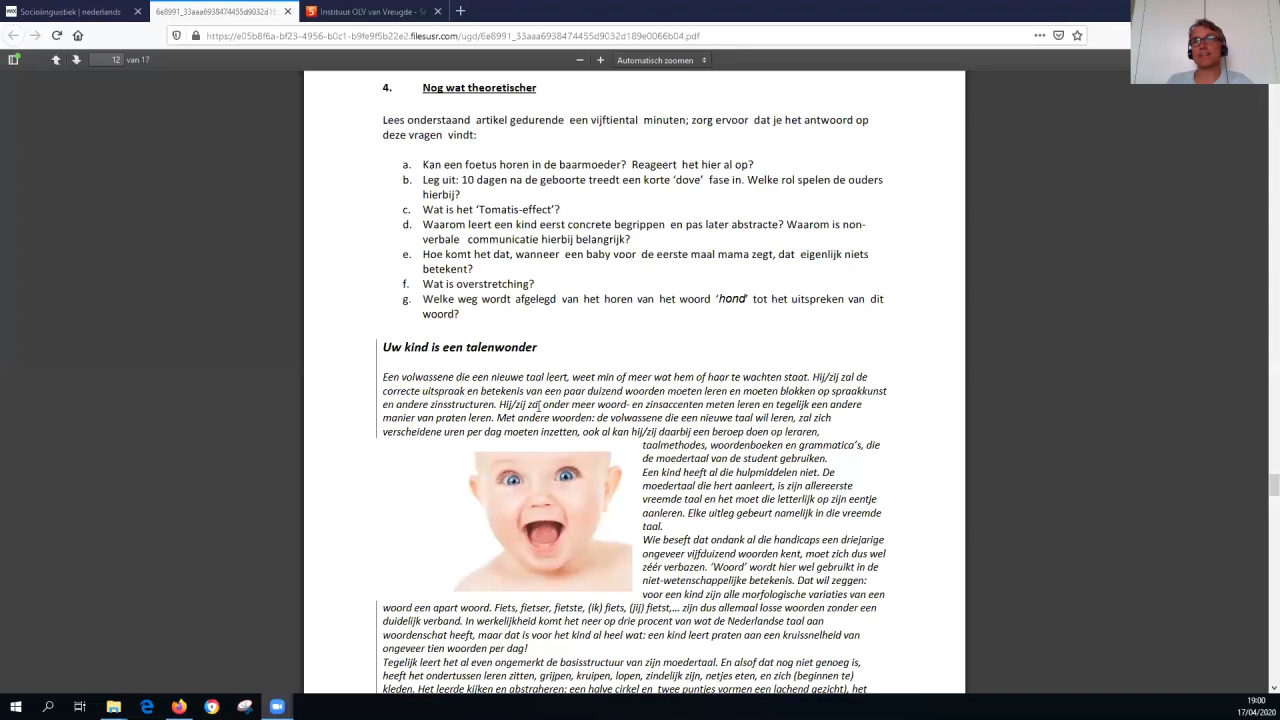 Sociolinguistiek | nederlands
6e8991_33aaa6938474455d9032d18
Instituut OLV van Vreugde - Sr
https://e05b8f6a-bf23-4956-b0c1-b9fe9f5b22e2.filesusr.com/ugd/6e8991_33aaa6938474455d9032d189e0066b04.pdf
12 van 17
Automatisch zoomen
4. Nog wat theoretischer
Lees onderstaand artikel gedurende een vijftiental minuten; zorg ervoor dat je het antwoord op
deze vragen vindt:
a. Kan een foetus horen in de baarmoeder? Reageert het hier al op?
b. Leg uit: 10 dagen na de geboorte treedt een korte ‘dove’ fase in. Welke rol spelen de ouders
hierbij?
c. Wat is het ‘Tomatis-effect’?
d. Waarom leert een kind eerst concrete begrippen en pas later abstracte? Waarom is non-
verbale communicatie hierbij belangrijk?
e. Hoe komt het dat, wanneer een baby voor de eerste maal mama zegt, dat eigenlijk niets
betekent?
f. Wat is overstretching?
g. Welke weg wordt afgelegd van het horen van het woord ‘hond’ tot het uitspreken van dit
woord?
Uw kind is een talenwonder
Een volwassene die een nieuwe taal leert, weet min of meer wat hem of haar te wachten staat. Hij/zij zal de
correcte uitspraak en betekenis van een paar duizend woorden moeten leren en moeten blokken op spraakkunst
en andere zinsstructuren. Hij/zij zal onder meer woord- en zinsaccenten meten leren en tegelijk een andere
manier van praten leren. Met andere woorden: de volwassene die een nieuwe taal wil leren, zal zich
verscheidene uren per dag moeten inzetten, ook al kan hij/zij daarbij een beroep doen op leraren,
taalmethodes, woordenboeken en grammatica’s, die
de moedertaal van de student gebruiken.
Een kind heeft al die hulpmiddelen niet. De
moedertaal die hert aanleert, is zijn allereerste
vreemde taal en het moet die letterlijk op zijn eentje
aanleren. Elke uitleg gebeurt namelijk in die vreemde
taal.
Wie beseft dat ondank al die handicaps een driejarige
ongeveer vijfduizend woorden kent, moet zich dus wel
zéér verbazen. ‘Woord’ wordt hier wel gebruikt in de
niet-wetenschappelijke betekenis. Dat wil zeggen:
voor een kind zijn alle morfologische variaties van een
woord een apart woord. Fiets, fietser, fietste, (ik) fiets, (jij) fietst,… zijn dus allemaal losse woorden zonder een
duidelijk verband. In werkelijkheid komt het neer op drie procent van wat de Nederlandse taal aan
woordenschat heeft, maar dat is voor het kind al heel wat: een kind leert praten aan een kruissnelheid van
ongeveer tien woorden per dag!
Tegelijk leert het al even ongemerkt de basisstructuur van zijn moedertaal. En alsof dat nog niet genoeg is,
heeft het ondertussen leren zitten, grijpen, kruipen, lopen, zindelijk zijn, netjes eten, en zich (beginnen te)
kleden. Het leerde kijken en abstraheren: een halve cirkel en twee puntjes vormen een lachend gezicht), het
19:00
17/04/2020